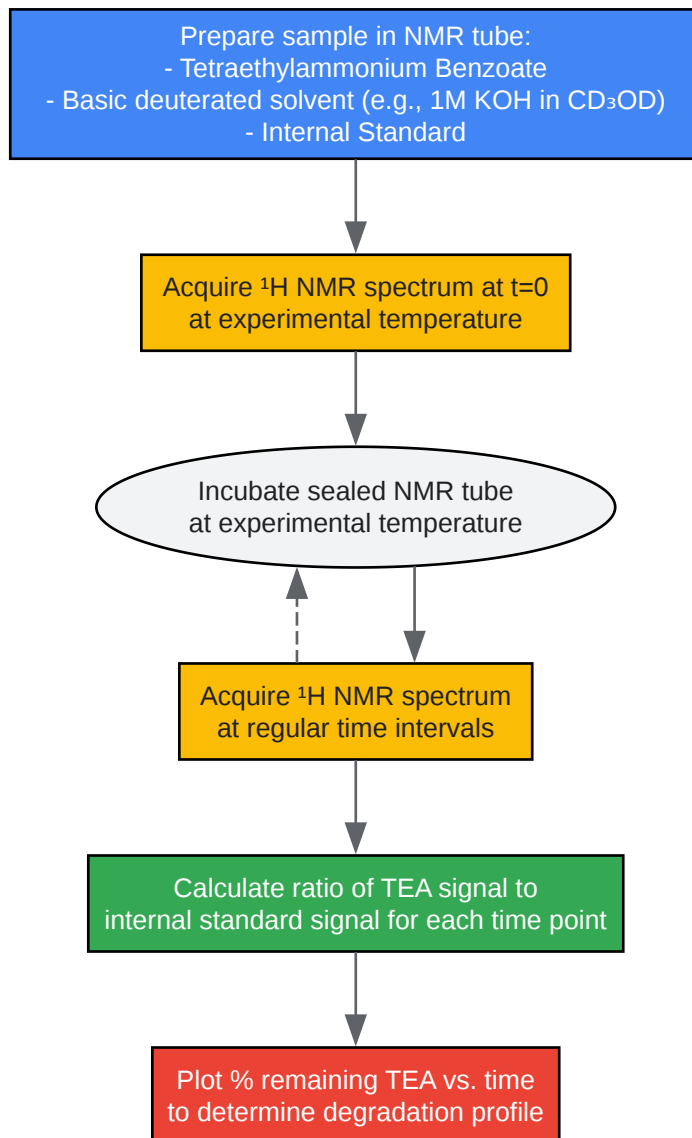 Prepare sample in NMR tube:
- Tetraethylammonium Benzoate
- Basic deuterated solvent (e.g., 1M KOH in CD₃OD)
- Internal Standard
Acquire ¹H NMR spectrum at t=0
at experimental temperature
Incubate sealed NMR tube
at experimental temperature
Acquire ¹H NMR spectrum
at regular time intervals
Calculate ratio of TEA signal to
internal standard signal for each time point
Plot % remaining TEA vs. time
to determine degradation profile